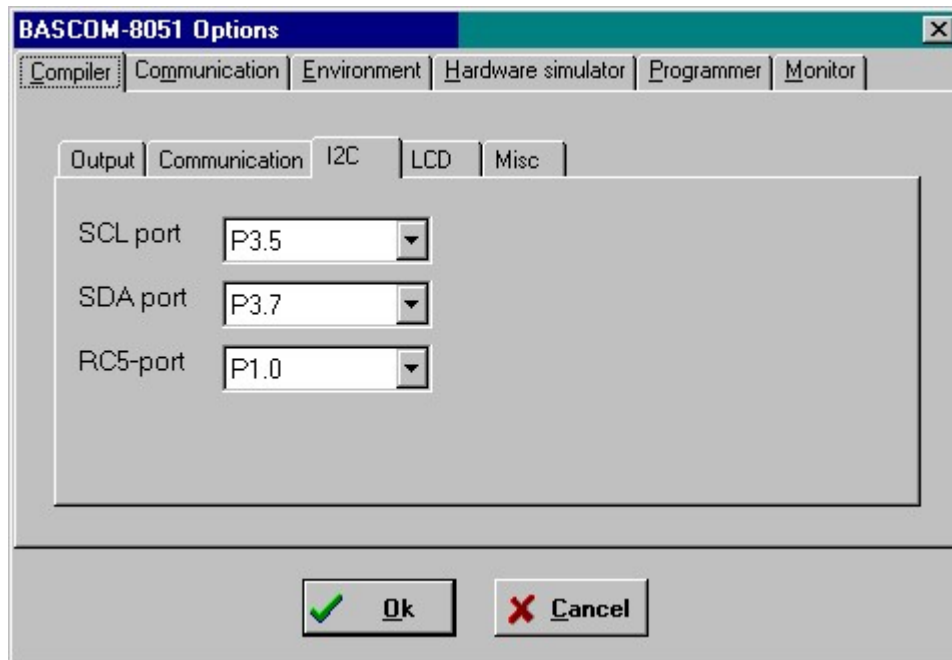 BASCOM-8051 Options
Compiler Communication Environment Hardware simulator Programmer Monitor
Output Communication I2C LCD Misc
SCL port P3.5
SDA port P3.7
RC5-port P1.0
Ok Cancel